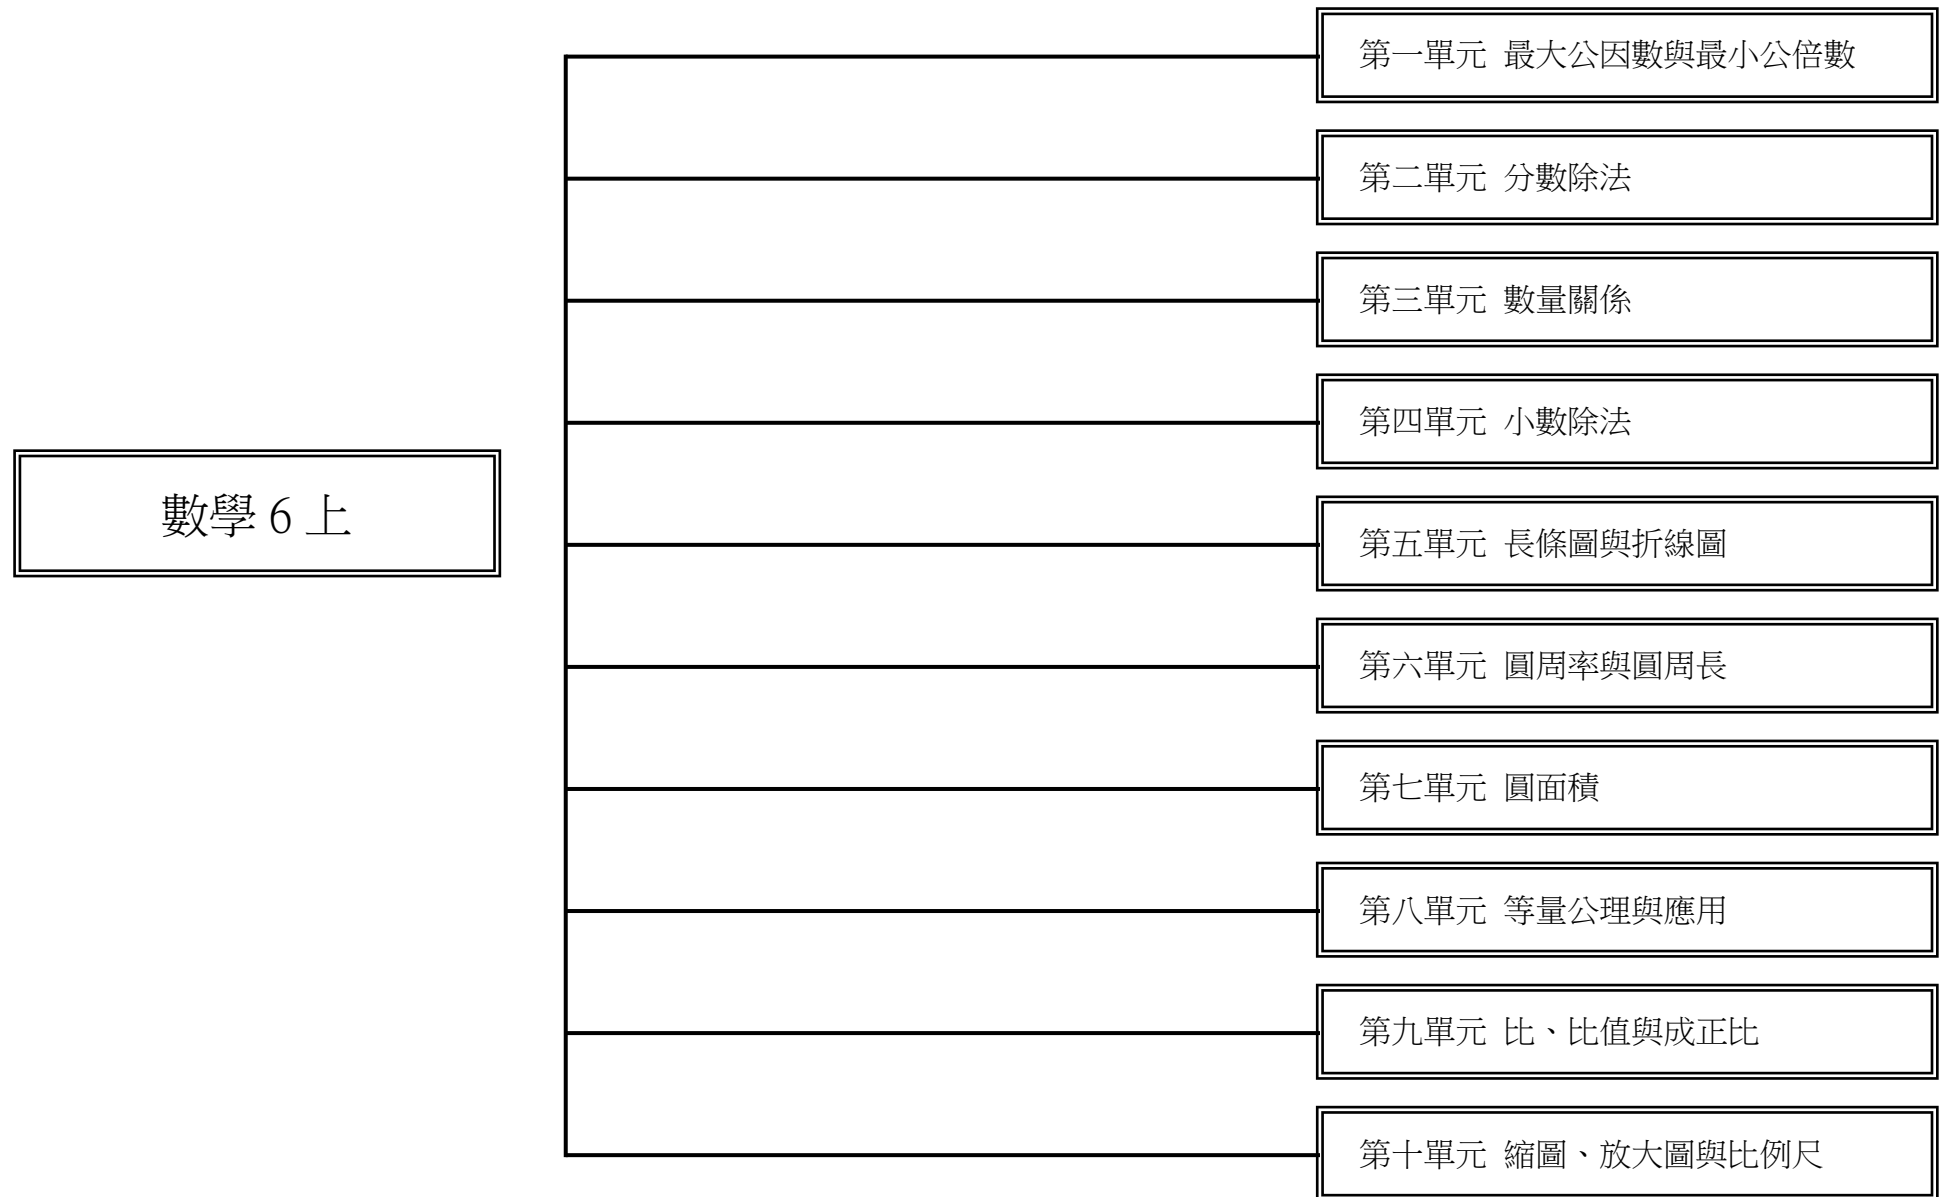 數學 6 上
第一單元 最大公因數與最小公倍數
第二單元 分數除法
第三單元 數量關係
第四單元 小數除法
第五單元 長條圖與折線圖
第六單元 圓周率與圓周長
第七單元 圓面積
第八單元 等量公理與應用
第九單元 比、比值與成正比
第十單元 縮圖、放大圖與比例尺